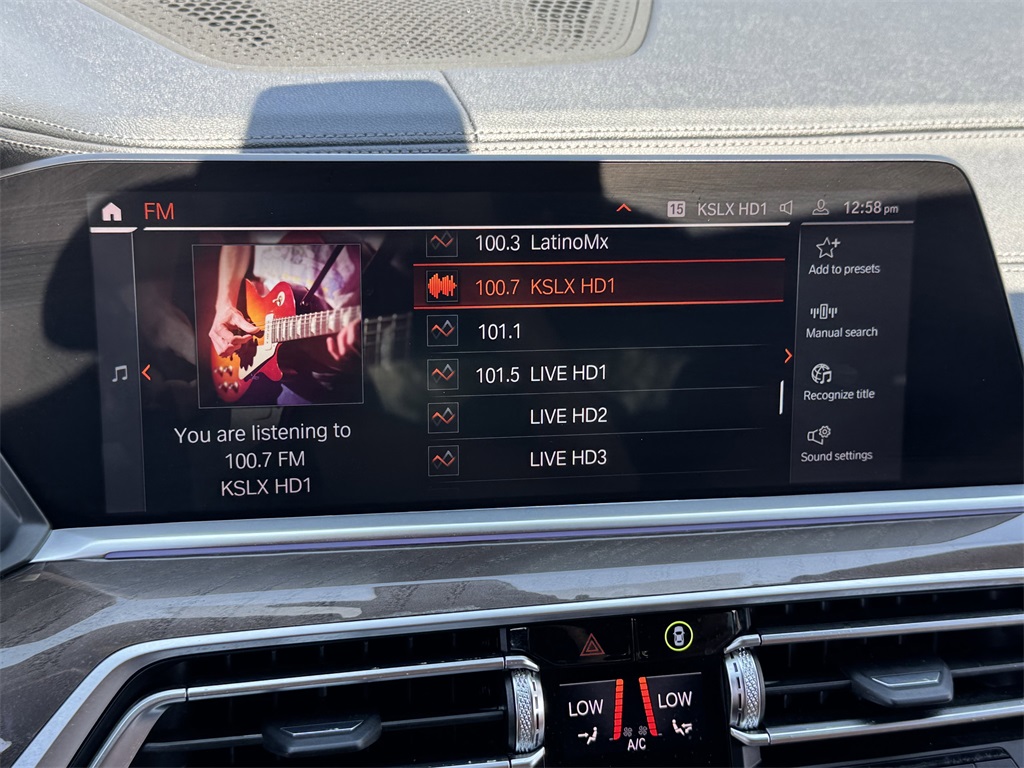 FM
15 KSLX HD1 12:58 pm
100.3 LatinoMx
100.7 KSLX HD1
101.1
101.5 LIVE HD1
LIVE HD2
LIVE HD3
You are listening to
100.7 FM
KSLX HD1
Add to presets
Manual search
Recognize title
Sound settings
LOW LOW
A/C